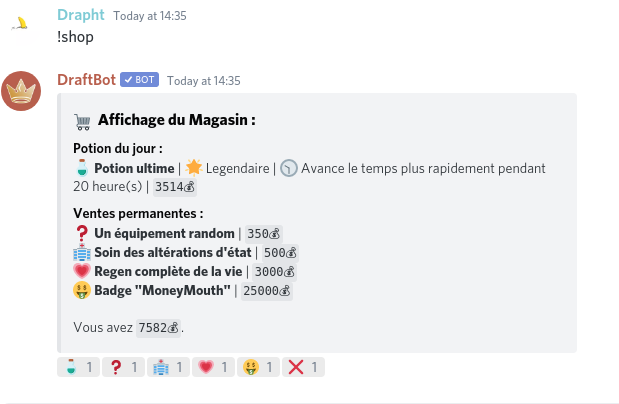 Drapht Today at 14:35
!shop
DraftBot ✓ BOT Today at 14:35
🛒 Affichage du Magasin :
Potion du jour :
Potion ultime | 🌟 Legendaire | 🕥 Avance le temps plus rapidement pendant
20 heure(s) | 3514💰
Ventes permanentes :
❓ Un équipement random | 350💰
🏥 Soin des altérations d'état | 500💰
💗 Regen complète de la vie | 3000💰
🤑 Badge "MoneyMouth" | 25000💰
Vous avez 7582💰.
1 ❓ 1 🏥 1 💗 1 🤑 1 ❌ 1